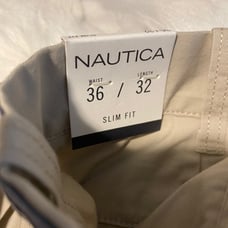 NAUTICA
WAIST LENGTH
36 / 32
SLIM FIT